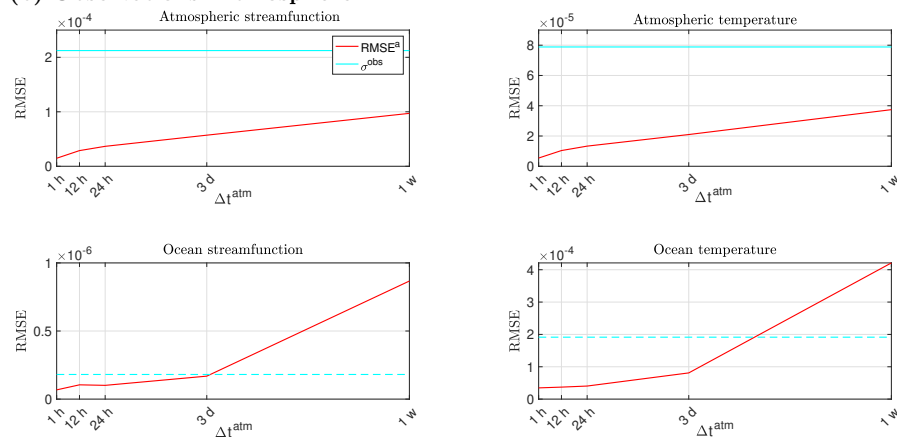 Atmospheric streamfunction
×10⁻⁴
2
1
0
RMSE
RMSEᵃ
σᵒᵇˢ
1 h
12 h
24 h
3 d
1 w
Δtᵃᵗᵐ
Atmospheric temperature
×10⁻⁵
8
6
4
2
0
RMSE
1 h
12 h
24 h
3 d
1 w
Δtᵃᵗᵐ
Ocean streamfunction
×10⁻⁶
1
0.5
0
RMSE
1 h
12 h
24 h
3 d
1 w
Δtᵃᵗᵐ
Ocean temperature
×10⁻⁴
4
3
2
1
0
RMSE
1 h
12 h
24 h
3 d
1 w
Δtᵃᵗᵐ